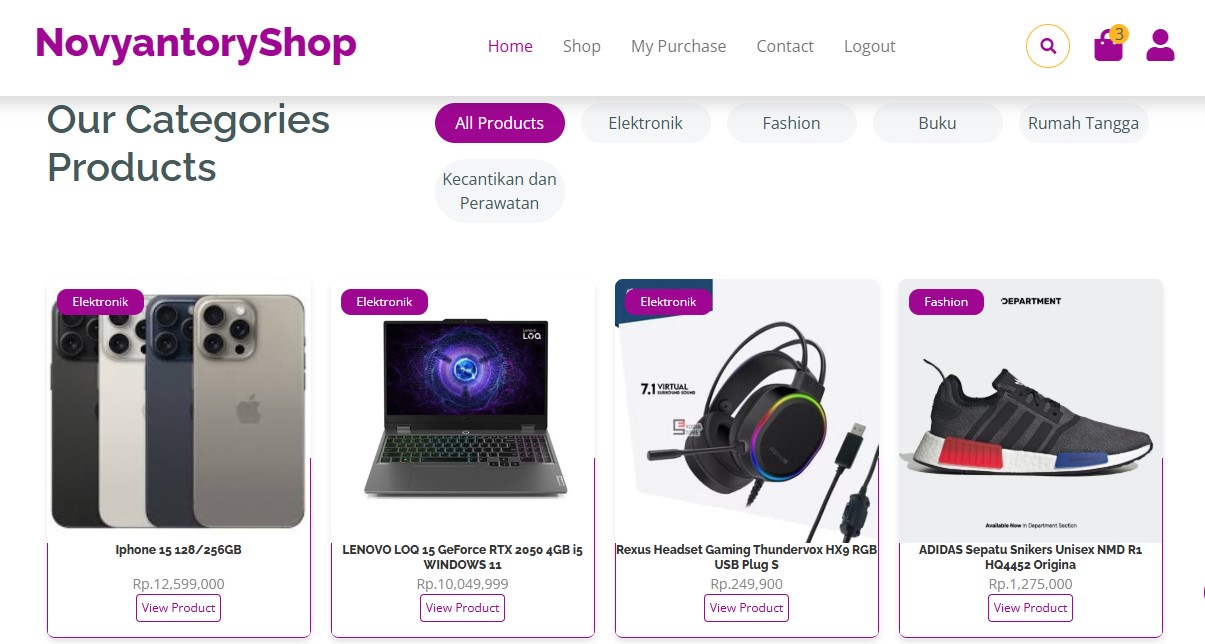 NovyantoryShop
Home
Shop
My Purchase
Contact
Logout
3
Our Categories
Products
All Products
Elektronik
Fashion
Buku
Rumah Tangga
Kecantikan dan
Perawatan
Elektronik
Elektronik
Lenovo
LOQ
Elektronik
7.1 VIRTUAL
SURROUND SOUND
Fashion
DEPARTMENT
Available Now in Department Section
Iphone 15 128/256GB
Rp.12,599,000
View Product
LENOVO LOQ 15 GeForce RTX 2050 4GB i5
WINDOWS 11
Rp.10,049,999
View Product
Rexus Headset Gaming Thundervox HX9 RGB
USB Plug S
Rp.249,900
View Product
ADIDAS Sepatu Snikers Unisex NMD R1
HQ4452 Origina
Rp.1,275,000
View Product